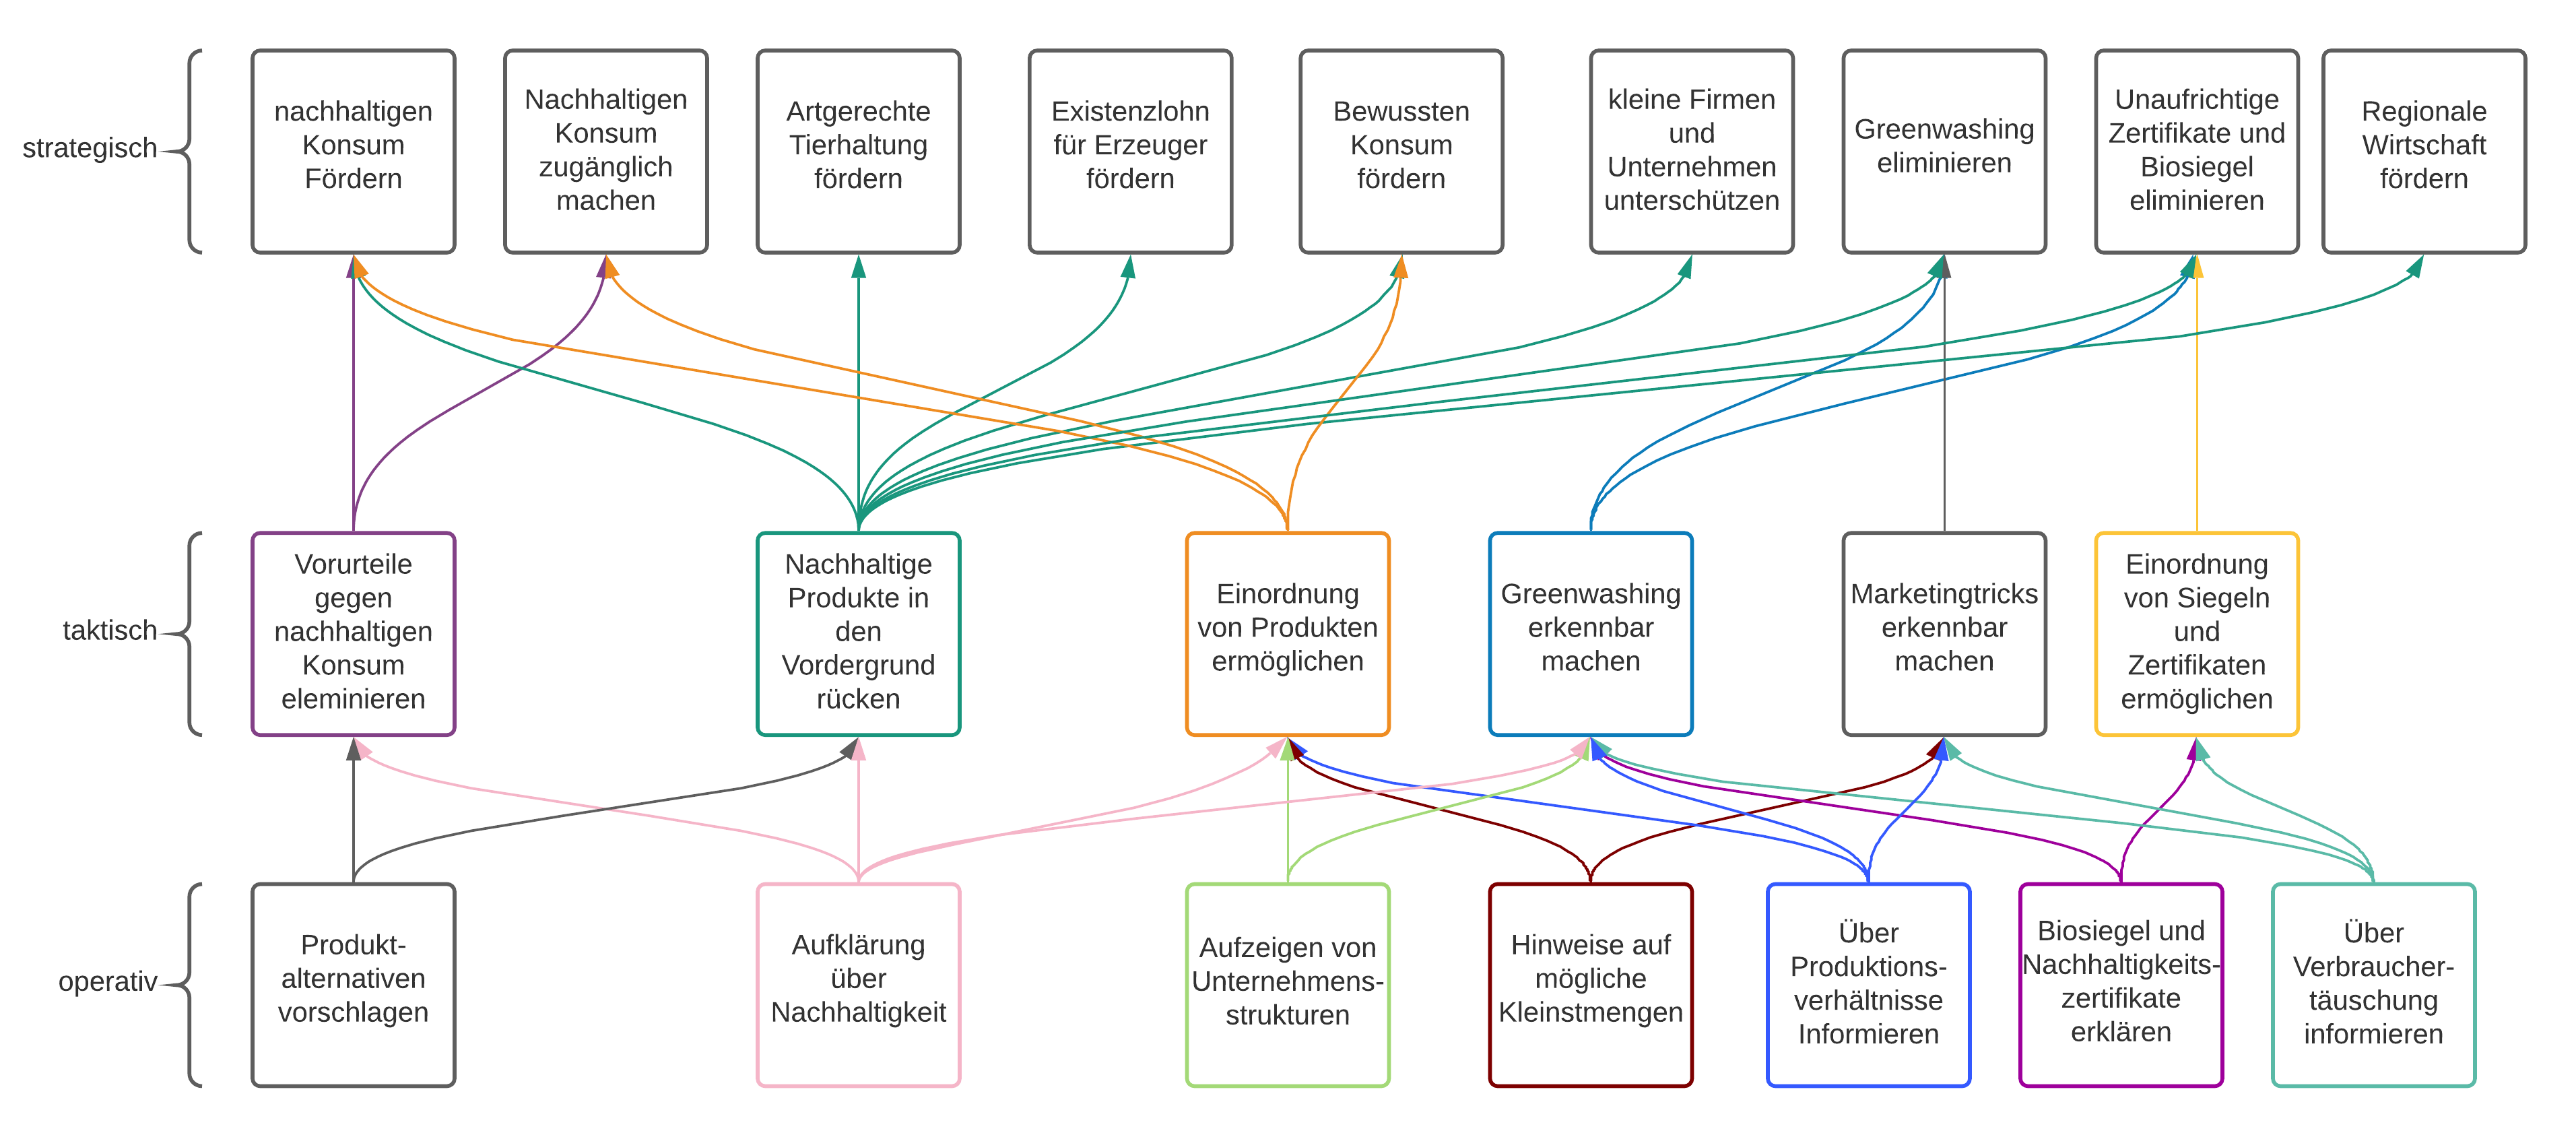 strategisch
nachhaltigen
Konsum
Fördern
Nachhaltigen
Konsum
zugänglich
machen
Artgerechte
Tierhaltung
fördern
Existenzlohn
für Erzeuger
fördern
Bewussten
Konsum
fördern
kleine Firmen
und
Unternehmen
unterschützen
Greenwashing
eliminieren
Unaufrichtige
Zertifikate und
Biosiegel
eliminieren
Regionale
Wirtschaft
fördern
taktisch
Vorurteile
gegen
nachhaltigen
Konsum
eleminieren
Nachhaltige
Produkte in
den
Vordergrund
rücken
Einordnung
von Produkten
ermöglichen
Greenwashing
erkennbar
machen
Marketingtricks
erkennbar
machen
Einordnung
von Siegeln
und
Zertifikaten
ermöglichen
operativ
Produkt-
alternativen
vorschlagen
Aufklärung
über
Nachhaltigkeit
Aufzeigen von
Unternehmens-
strukturen
Hinweise auf
mögliche
Kleinstmengen
Über
Produktions-
verhältnisse
Informieren
Biosiegel und
Nachhaltigkeits-
zertifikate
erklären
Über
Verbraucher-
täuschung
informieren